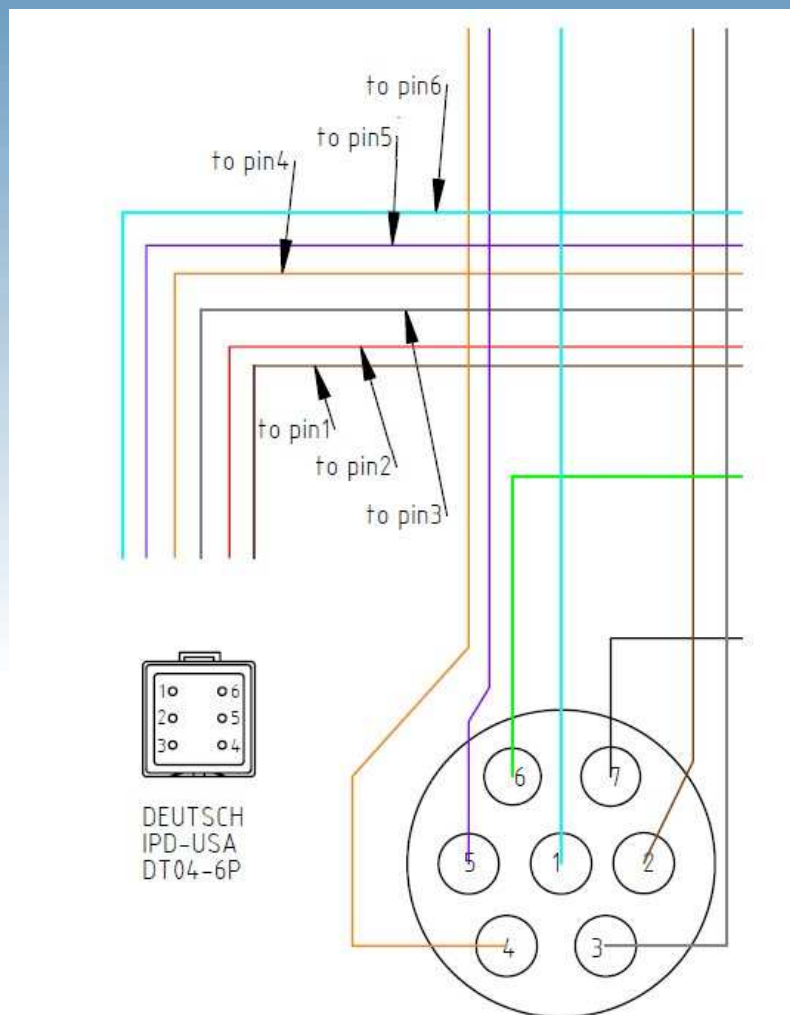 to pin6
to pin5
to pin4
to pin1
to pin2
to pin3
1 6
2 5
3 4
DEUTSCH
IPD-USA
DT04-6P
6 7
5 1 2
4 3